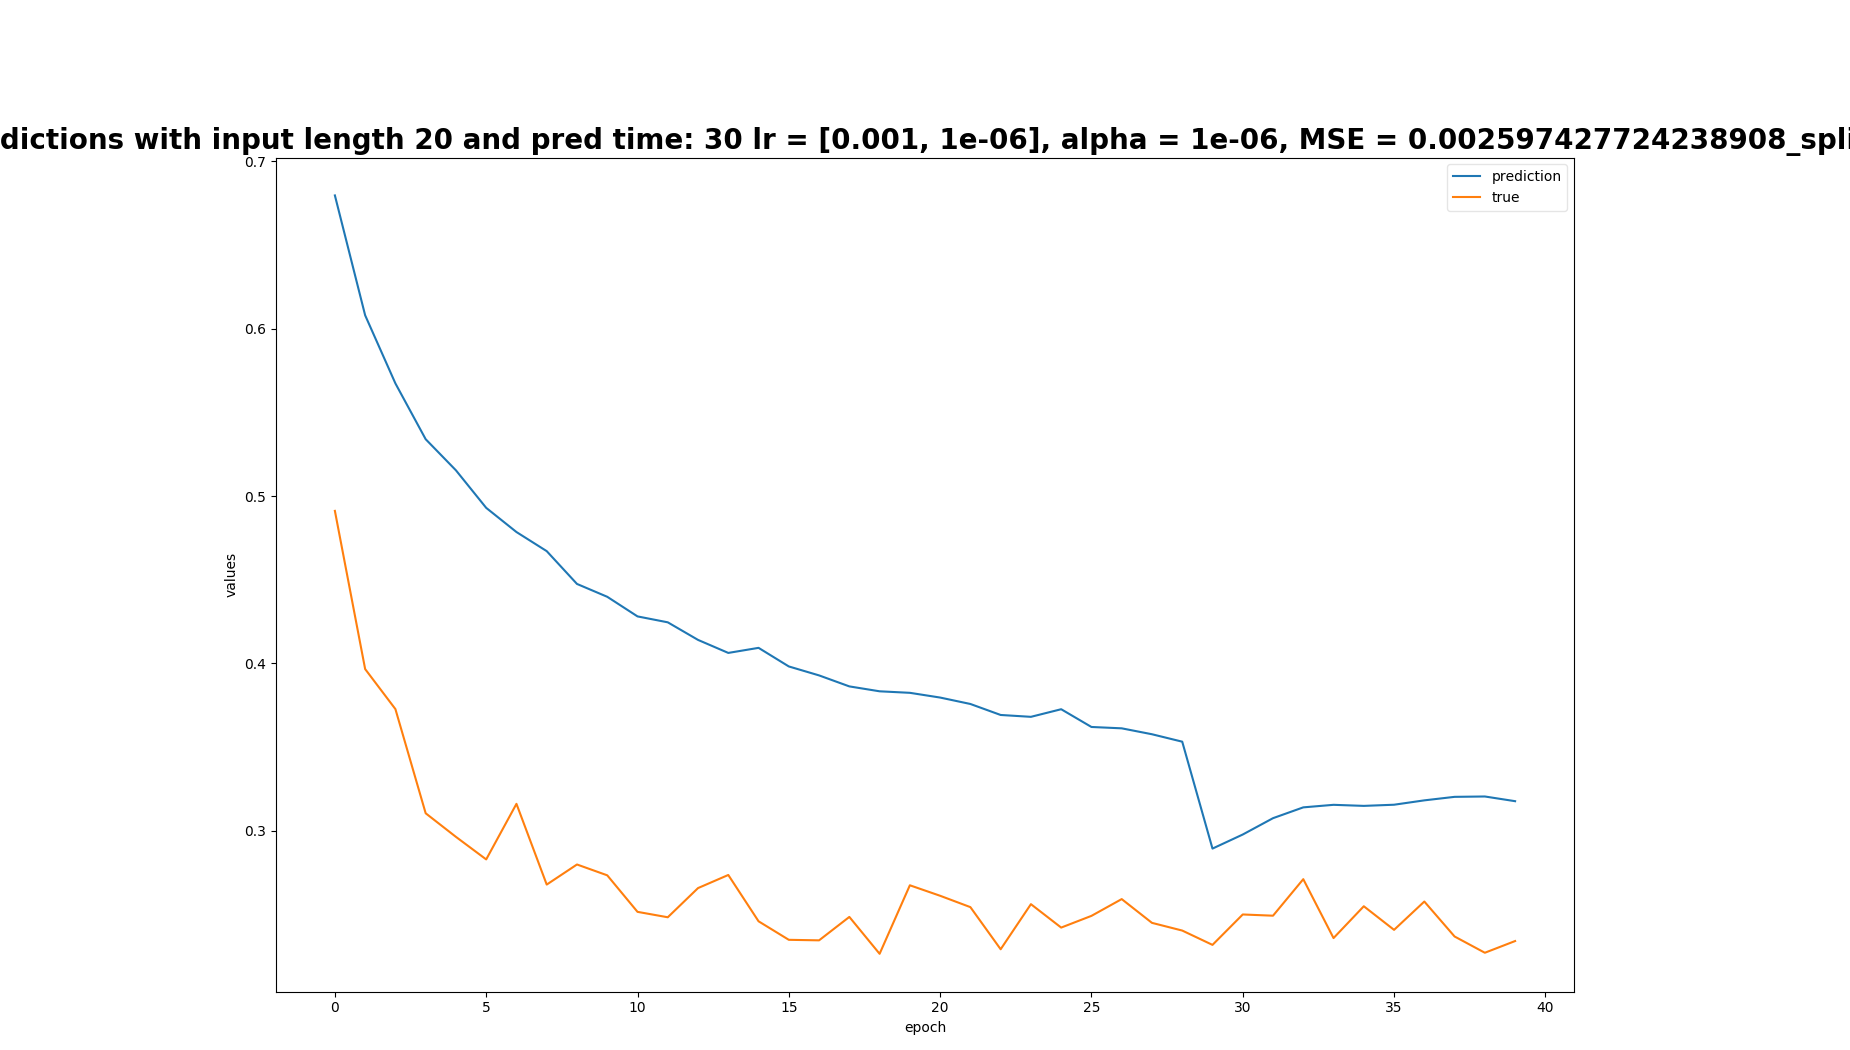 dictions with input length 20 and pred time: 30 lr = [0.001, 1e-06], alpha = 1e-06, MSE = 0.002597427724238908_spli
prediction
true
0.7
0.6
0.5
0.4
0.3
values
0 5 10 15 20 25 30 35 40
epoch